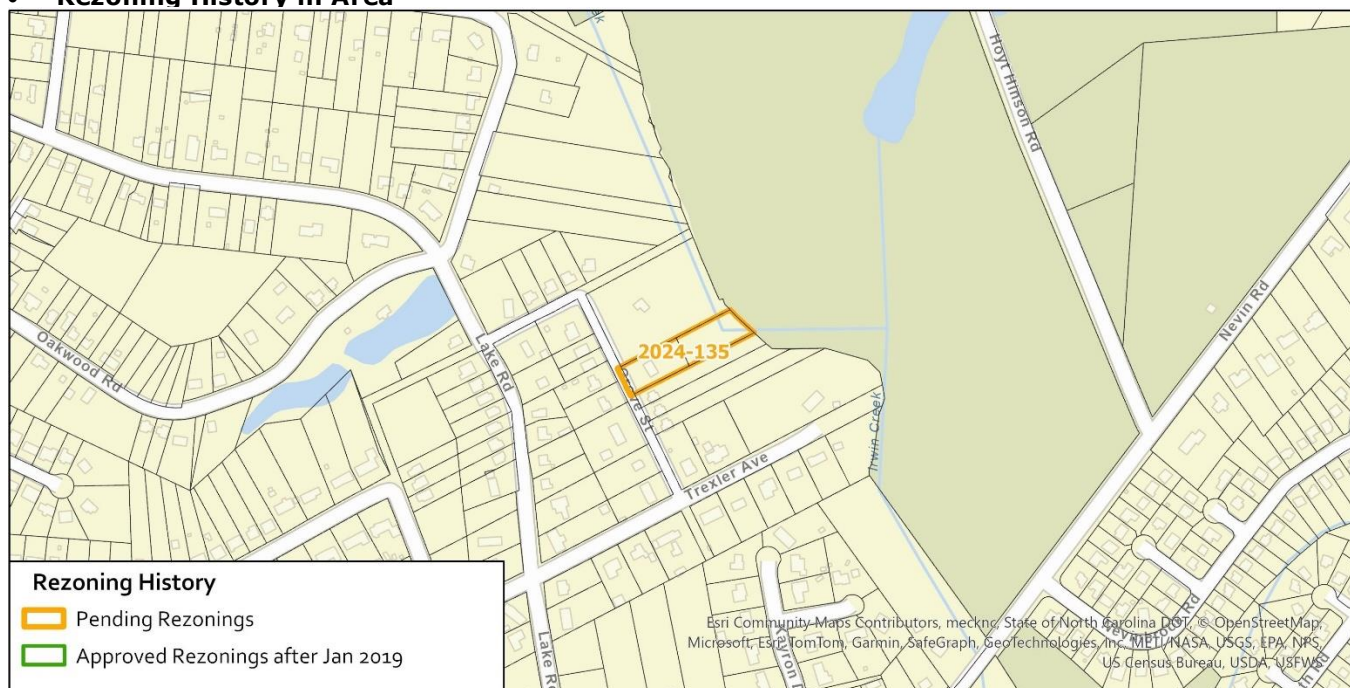 • Rezoning History in Area
Creek
Hoyt Hinson Rd
Nevin Rd
Oakwood Rd
Lake Rd
2024-135
Grove St
Irwin Creek
Trexler Ave
Lake Rd
Rezoning History
Pending Rezonings
Approved Rezonings after Jan 2019
Esri Community Maps Contributors, mecknc, State of North Carolina DOT, © OpenStreetMap,
Microsoft, Esri, TomTom, Garmin, SafeGraph, GeoTechnologies, Inc, METI/NASA, USGS, EPA, NPS,
US Census Bureau, USDA, USFWS